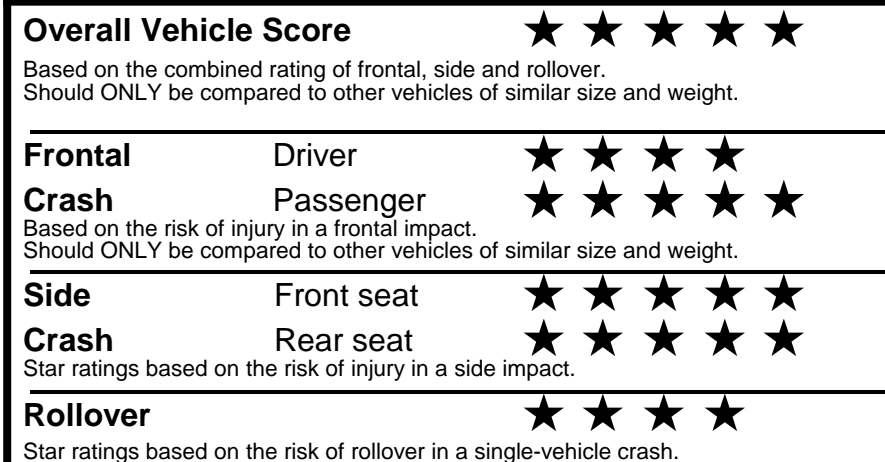 Overall Vehicle Score ★ ★ ★ ★ ★
Based on the combined rating of frontal, side and rollover.
Should ONLY be compared to other vehicles of similar size and weight.
Frontal Driver ★ ★ ★ ★
Crash Passenger ★ ★ ★ ★ ★
Based on the risk of injury in a frontal impact.
Should ONLY be compared to other vehicles of similar size and weight.
Side Front seat ★ ★ ★ ★ ★
Crash Rear seat ★ ★ ★ ★ ★
Star ratings based on the risk of injury in a side impact.
Rollover ★ ★ ★ ★
Star ratings based on the risk of rollover in a single-vehicle crash.